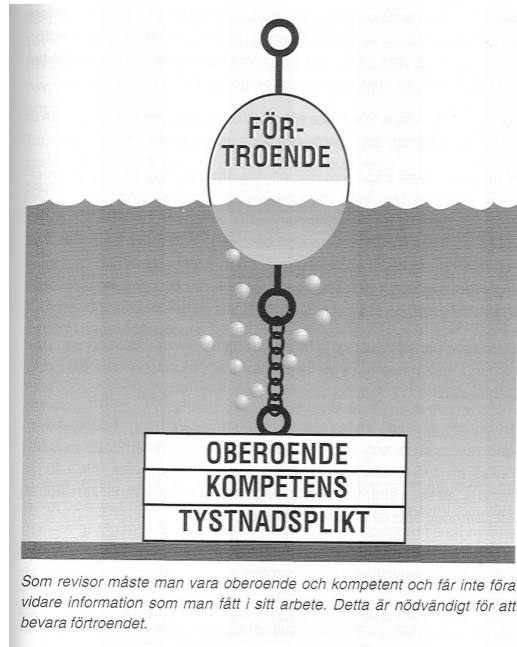 FÖR-
TROENDE
OBEROENDE
KOMPETENS
TYSTNADSPLIKT
Som revisor måste man vara oberoende och kompetent och får inte föra
vidare information som man fått i sitt arbete. Detta är nödvändigt för att
bevara förtroendet.